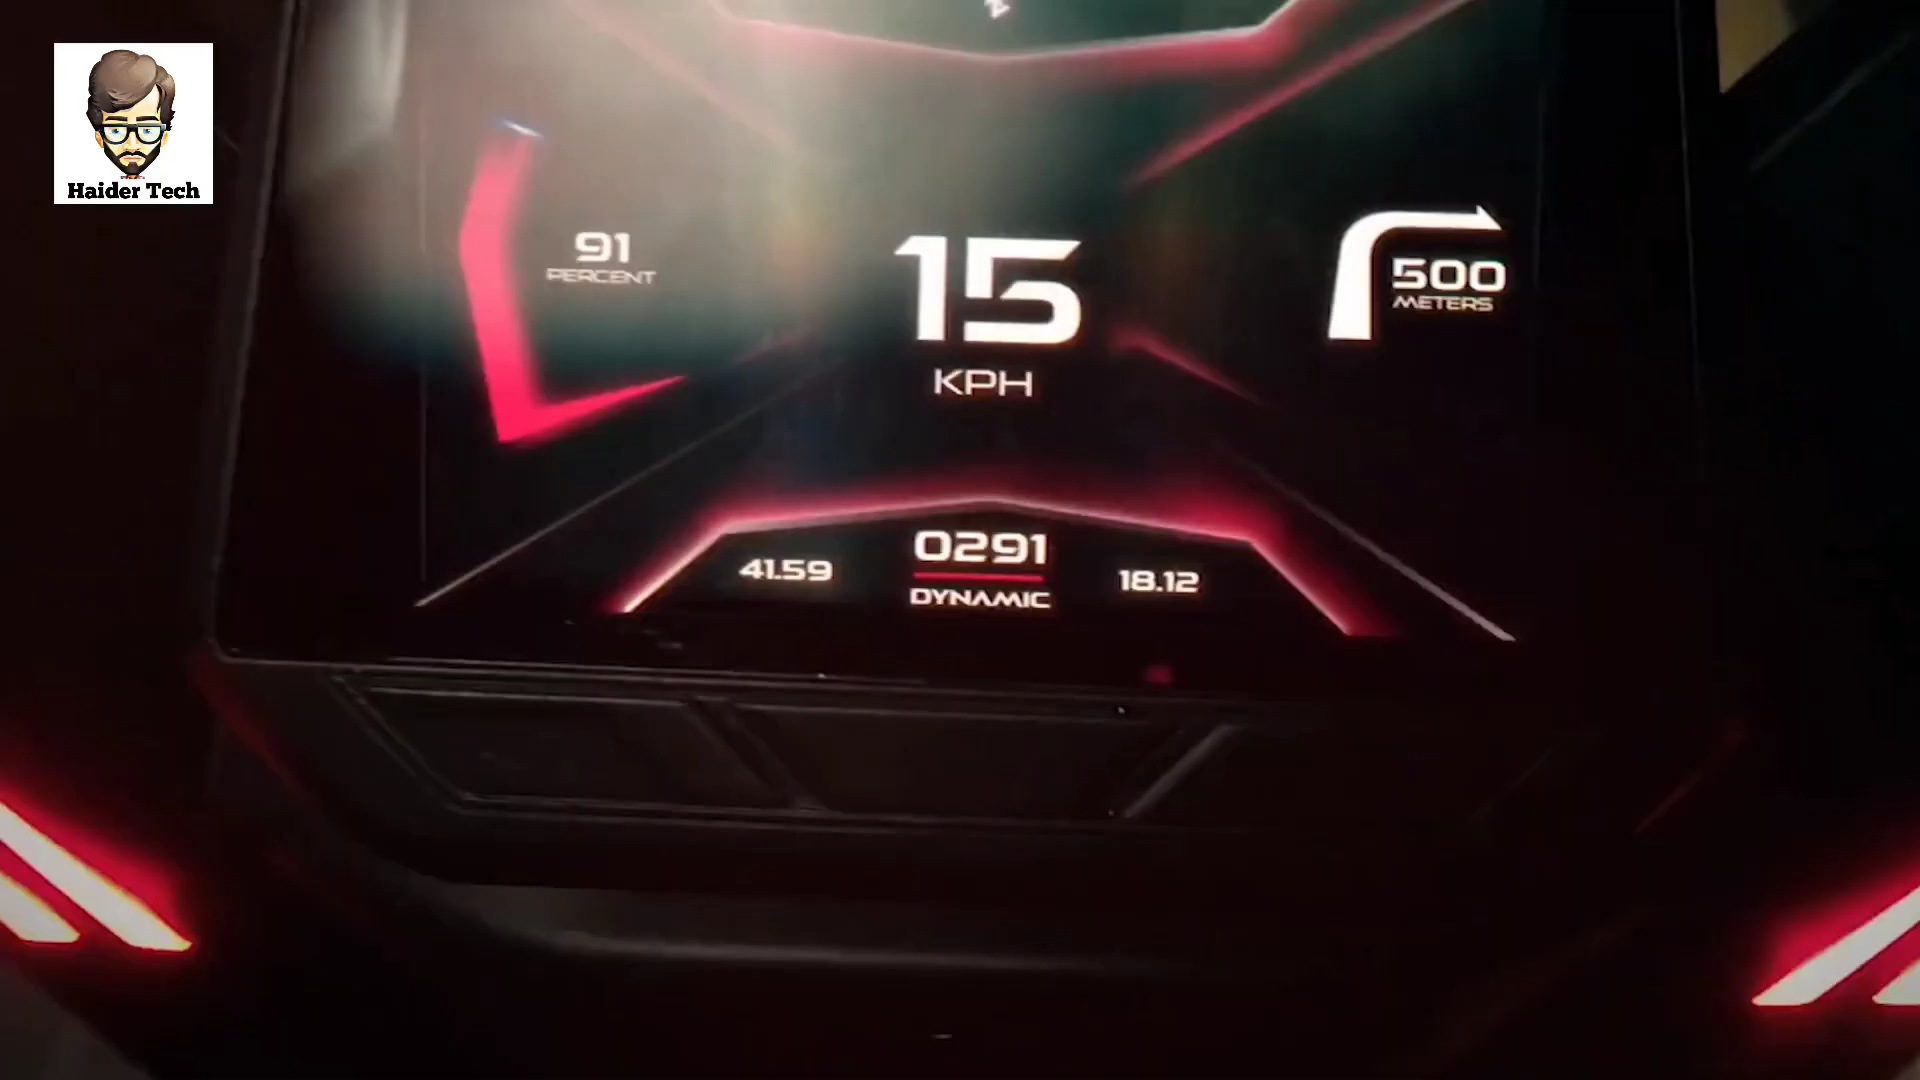 Haider Tech
91
PERCENT
15
KPH
500
METERS
41.59
0291
DYNAMIC
18.12